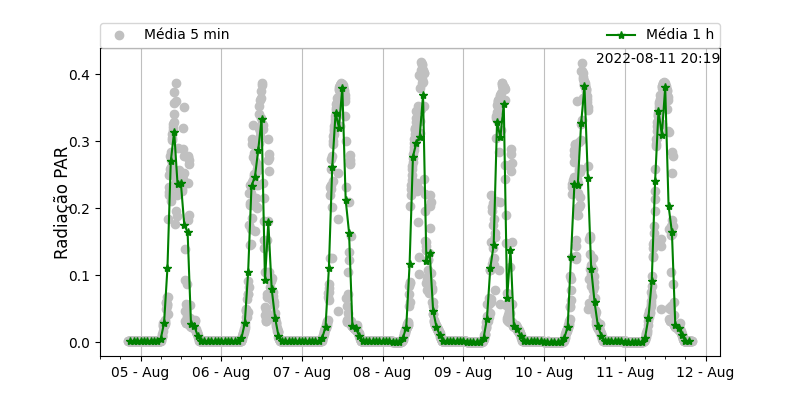 Média 5 min
Média 1 h
2022-08-11 20:19
Radiação PAR
0.4
0.3
0.2
0.1
0.0
05 - Aug
06 - Aug
07 - Aug
08 - Aug
09 - Aug
10 - Aug
11 - Aug
12 - Aug